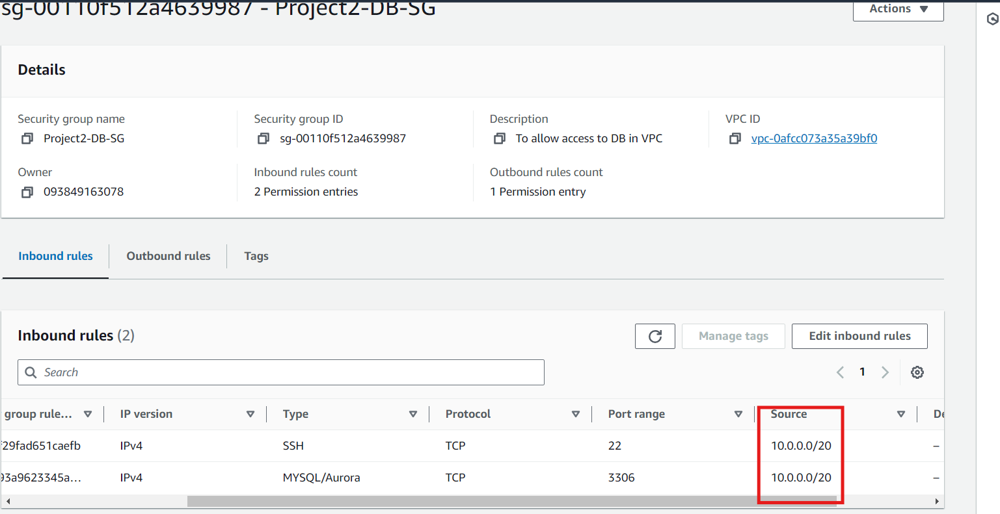 sg-00110f512a4639987 - Project2-DB-SG
Actions
Details
Security group name
Project2-DB-SG
Security group ID
sg-00110f512a4639987
Description
To allow access to DB in VPC
VPC ID
vpc-0afcc073a35a39bf0
Owner
093849163078
Inbound rules count
2 Permission entries
Outbound rules count
1 Permission entry
Inbound rules
Outbound rules
Tags
Inbound rules (2)
Manage tags
Edit inbound rules
Search
1
group rule... IP version Type Protocol Port range Source
f29fad651caefb IPv4 SSH TCP 22 10.0.0.0/20 –
93a9623345a... IPv4 MYSQL/Aurora TCP 3306 10.0.0.0/20 –